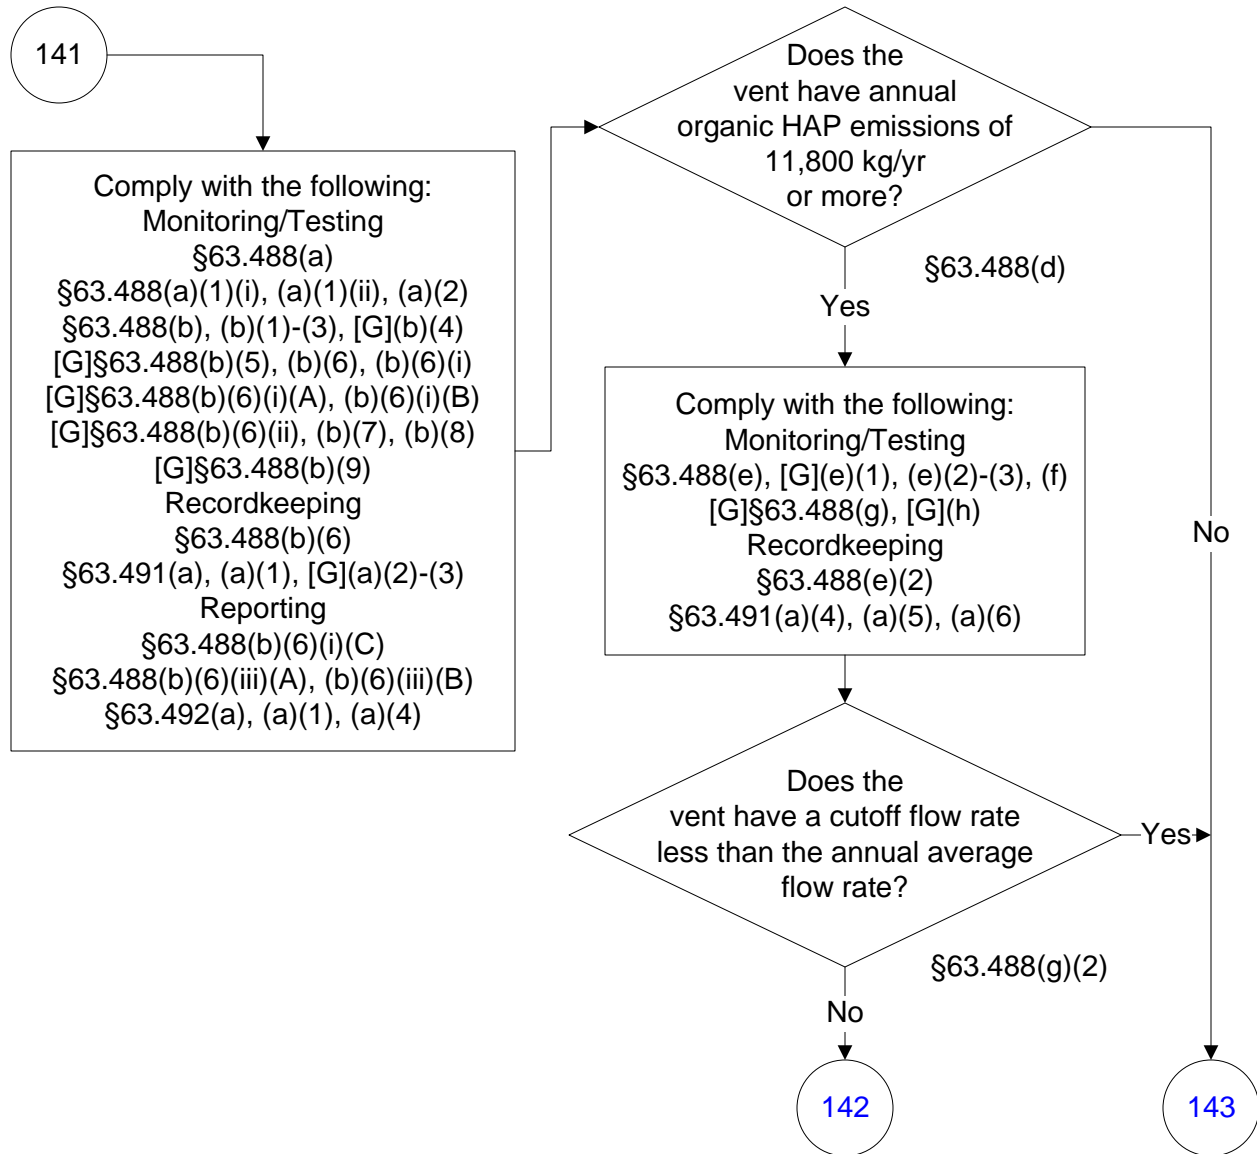 141
Comply with the following:
Monitoring/Testing
§63.488(a)
§63.488(a)(1)(i), (a)(1)(ii), (a)(2)
§63.488(b), (b)(1)-(3), [G](b)(4)
[G]§63.488(b)(5), (b)(6), (b)(6)(i)
[G]§63.488(b)(6)(i)(A), (b)(6)(i)(B)
[G]§63.488(b)(6)(ii), (b)(7), (b)(8)
[G]§63.488(b)(9)
Recordkeeping
§63.488(b)(6)
§63.491(a), (a)(1), [G](a)(2)-(3)
Reporting
§63.488(b)(6)(i)(C)
§63.488(b)(6)(iii)(A), (b)(6)(iii)(B)
§63.492(a), (a)(1), (a)(4)
Does the
vent have annual
organic HAP emissions of
11,800 kg/yr
or more?
§63.488(d)
Yes
No
Comply with the following:
Monitoring/Testing
§63.488(e), [G](e)(1), (e)(2)-(3), (f)
[G]§63.488(g), [G](h)
Recordkeeping
§63.488(e)(2)
§63.491(a)(4), (a)(5), (a)(6)
Does the
vent have a cutoff flow rate
less than the annual average
flow rate?
Yes
§63.488(g)(2)
No
142
143